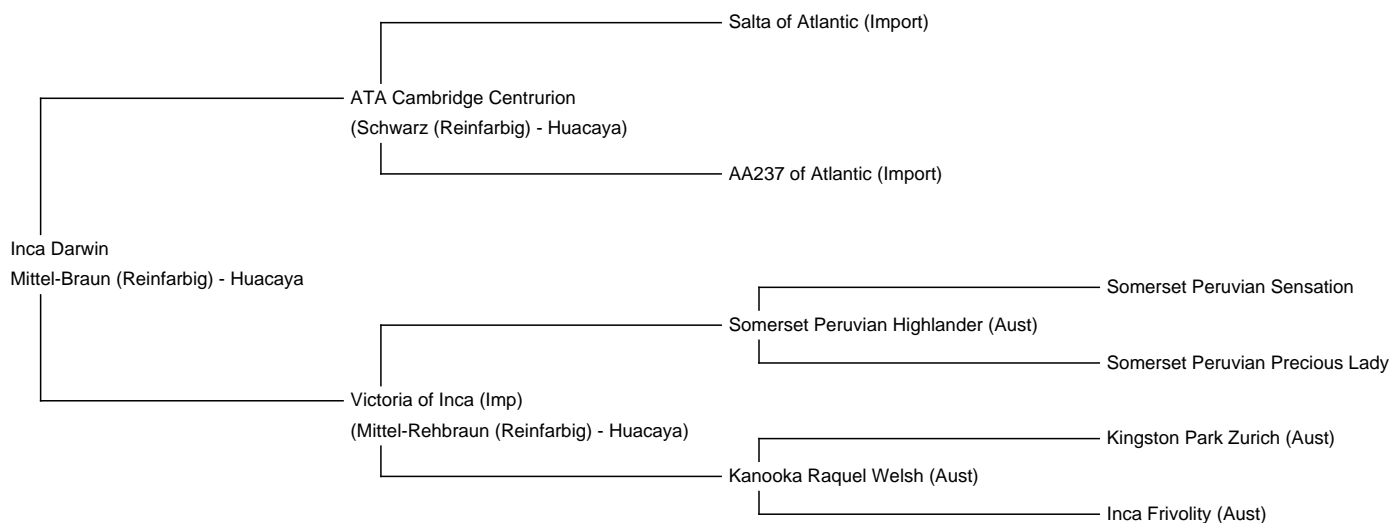 Salta of Atlantic (Import)
ATA Cambridge Centrurion
(Schwarz (Reinfarbig) - Huacaya)
AA237 of Atlantic (Import)
Inca Darwin
Mittel-Braun (Reinfarbig) - Huacaya
Somerset Peruvian Sensation
Somerset Peruvian Highlander (Aust)
Somerset Peruvian Precious Lady
Victoria of Inca (Imp)
(Mittel-Rehbraun (Reinfarbig) - Huacaya)
Kingston Park Zurich (Aust)
Kanooka Raquel Welsh (Aust)
Inca Frivolity (Aust)